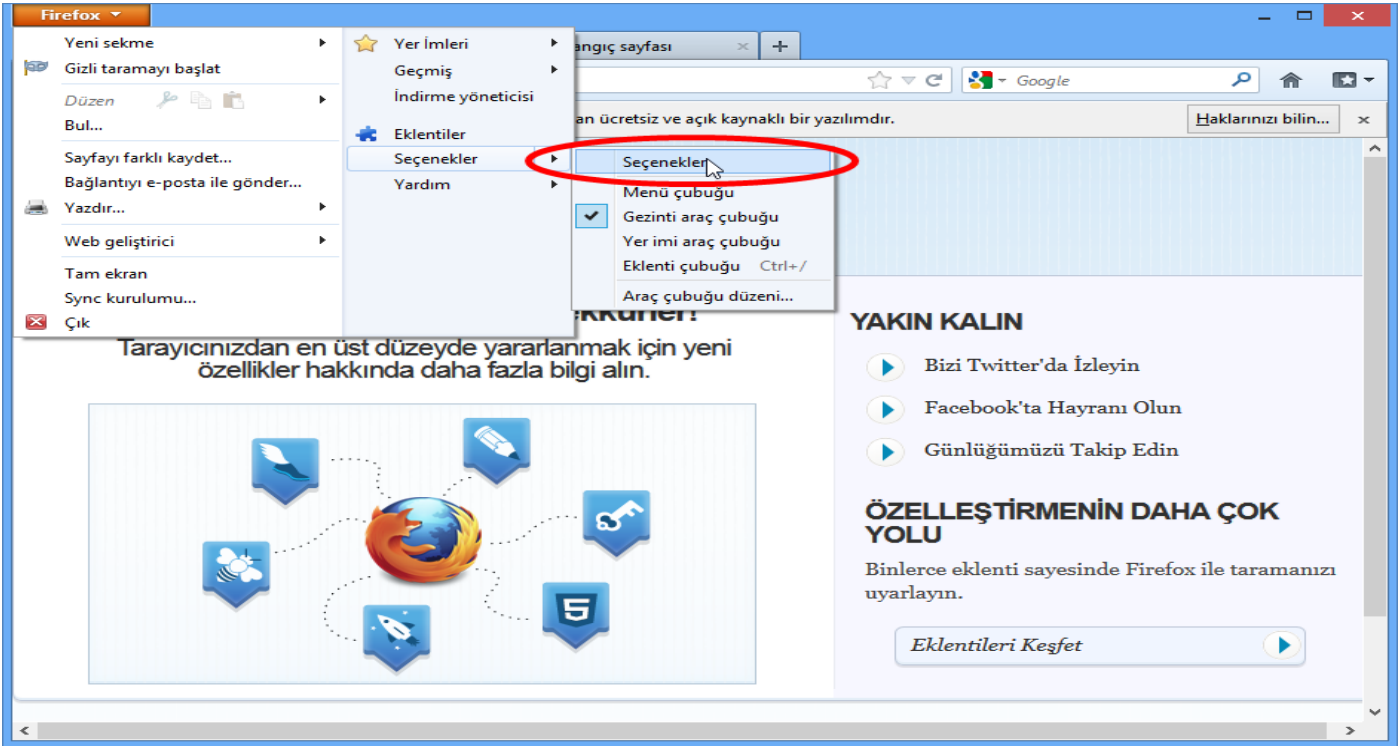 Firefox
Yeni sekme
Gizli taramayı başlat
Düzen
Bul...
Sayfayı farklı kaydet...
Bağlantıyı e-posta ile gönder...
Yazdır...
Web geliştirici
Tam ekran
Sync kurulumu...
Çık
Yer İmleri
Geçmiş
İndirme yöneticisi
Eklentiler
Seçenekler
Yardım
Seçenekler
Menü çubuğu
Gezinti araç çubuğu
Yer imi araç çubuğu
Eklenti çubuğu Ctrl+/
Araç çubuğu düzeni...
sayfası
Google
ücretsiz ve açık kaynaklı bir yazılımdır.
Haklarınızı bilin...
Tarayıcınızdan en üst düzeyde yararlanmak için yeni
özellikler hakkında daha fazla bilgi alın.
5
YAKIN KALIN
Bizi Twitter'da İzleyin
Facebook'ta Hayranı Olun
Günlüğümüzü Takip Edin
ÖZELLEŞTİRMENİN DAHA ÇOK
YOLU
Binlerce eklenti sayesinde Firefox ile taramanızı
uyarlayın.
Eklentileri Keşfet